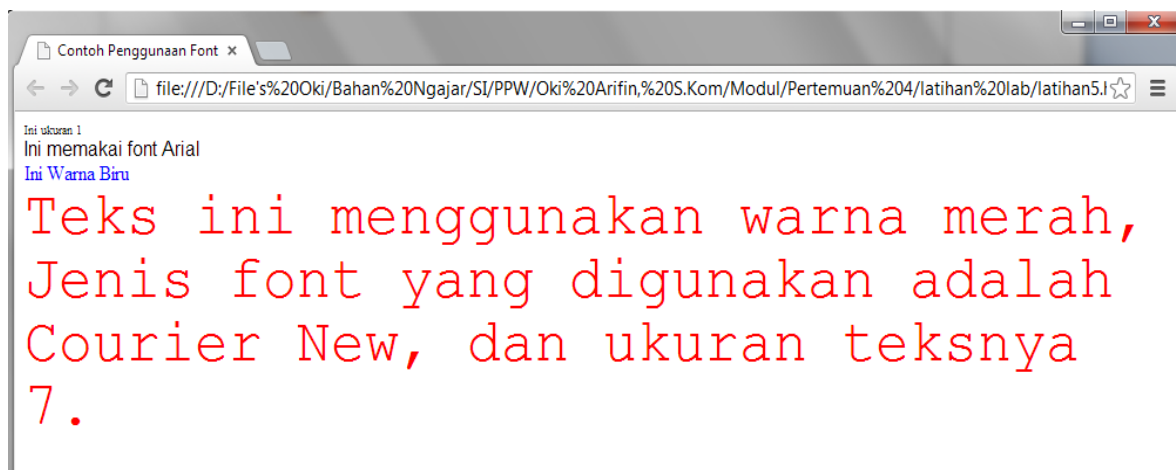 Contoh Penggunaan Font
file:///D:/File's%20Oki/Bahan%20Ngajar/SI/PPW/Oki%20Arifin,%20S.Kom/Modul/Pertemuan%204/latihan%20lab/latihan5.h
Ini ukuran 1
Ini memakai font Arial
Ini Warna Biru
Teks ini menggunakan warna merah,
Jenis font yang digunakan adalah
Courier New, dan ukuran teksnya
7.